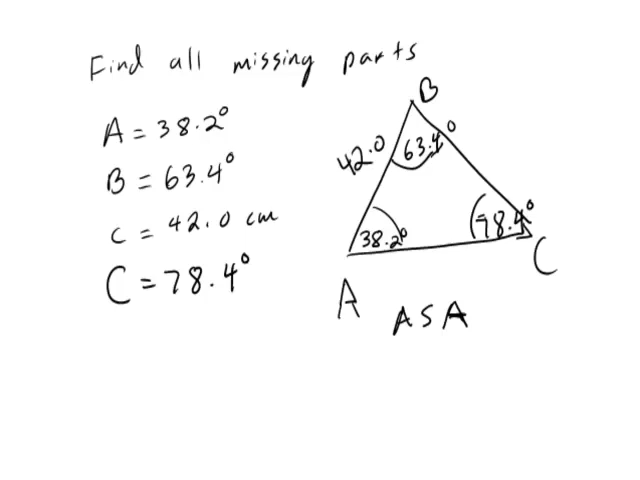 Find all missing parts
A = 38.2°
B = 63.4°
c = 42.0 cm
C = 78.4°
B
42.0
63.4°
38.2°
78.4°
A
C
ASA